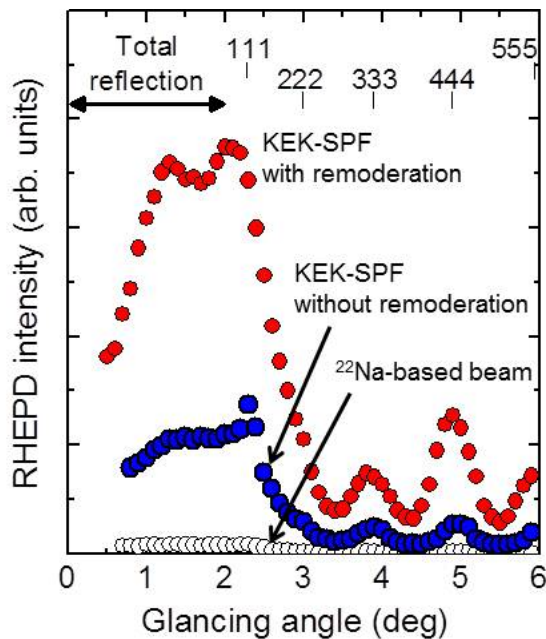 Total
reflection
111
222
333
444
555
KEK-SPF
with remoderation
KEK-SPF
without remoderation
²²Na-based beam
RHEPD intensity (arb. units)
0 1 2 3 4 5 6
Glancing angle (deg)